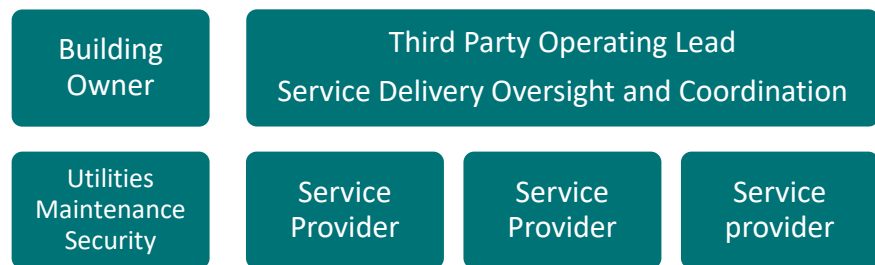 Building
Owner
Third Party Operating Lead
Service Delivery Oversight and Coordination
Utilities
Maintenance
Security
Service
Provider
Service
Provider
Service
provider